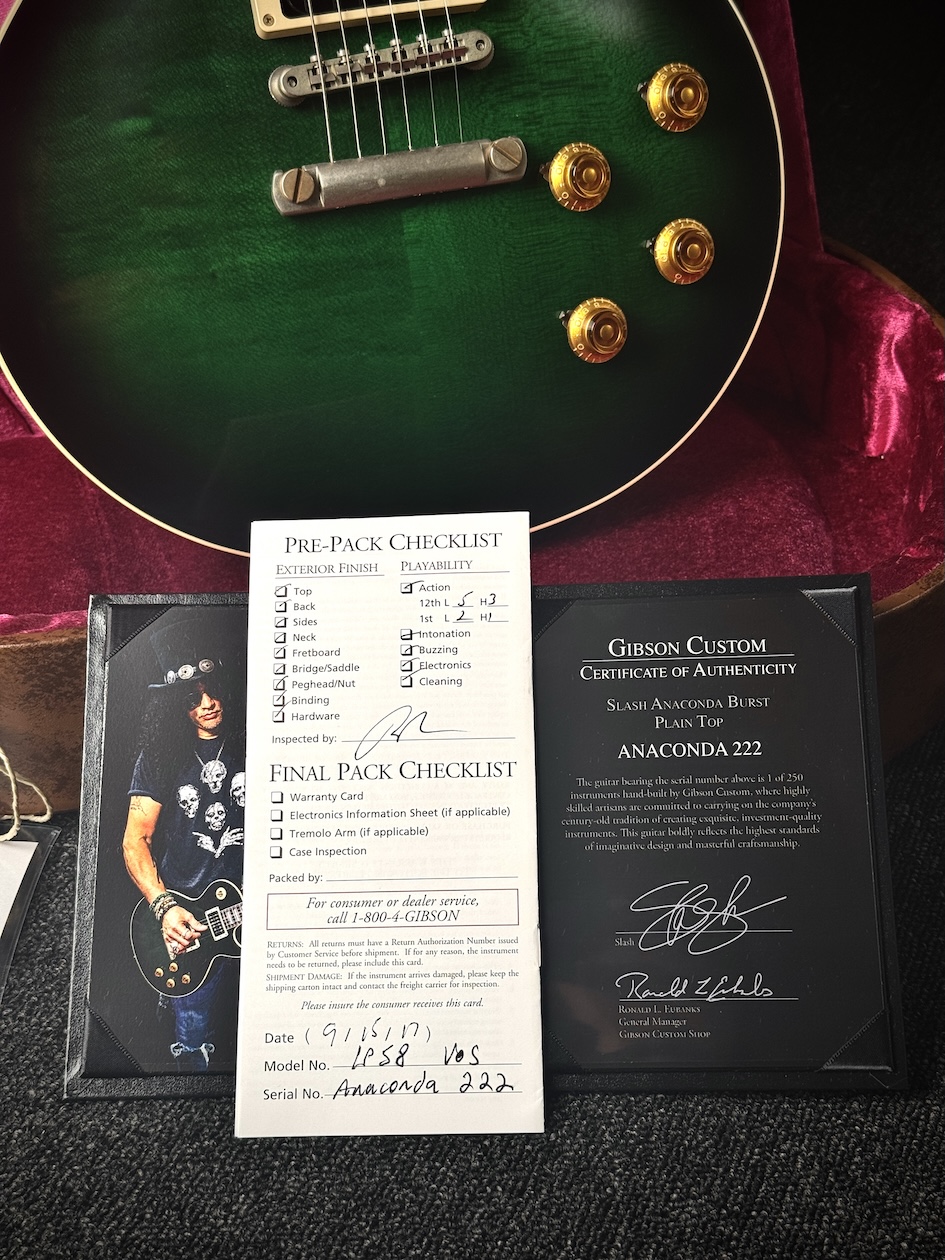 PRE-PACK CHECKLIST
EXTERIOR FINISH
Top
Back
Sides
Neck
Fretboard
Bridge/Saddle
Peghead/Nut
Binding
Hardware
PLAYABILITY
Action
12th L 5 H 3
1st L 2 H 1
Intonation
Buzzing
Electronics
Cleaning
Inspected by:
FINAL PACK CHECKLIST
Warranty Card
Electronics Information Sheet (if applicable)
Tremolo Arm (if applicable)
Case Inspection
Packed by:
For consumer or dealer service,
call 1-800-4-GIBSON
RETURNS: All returns must have a Return Authorization Number issued
by Customer Service before shipment. If for any reason, the instrument
needs to be returned, please include this card.
SHIPMENT DAMAGE: If the instrument arrives damaged, please keep the
shipping carton intact and contact the freight carrier for inspection.
Please insure the consumer receives this card.
Date (9/15/17)
Model No. LP58 VOS
Serial No. Anaconda 222
GIBSON CUSTOM
CERTIFICATE OF AUTHENTICITY
SLASH ANACONDA BURST
PLAIN TOP
ANACONDA 222
The guitar bearing the serial number above is 1 of 250
instruments hand-built by Gibson Custom, where highly
skilled artisans are committed to carrying on the company's
century-old tradition of creating exquisite, investment-quality
instruments. This guitar boldly reflects the highest standards
of imaginative design and masterful craftsmanship.
Slash
Slash
Ronald L Eubanks
RONALD L. EUBANKS
General Manager
GIBSON CUSTOM SHOP